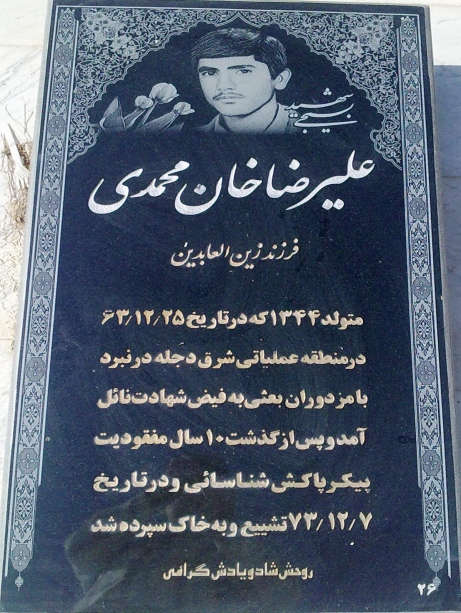 شهید
بسیجی
علیرضا خان محمدی
فرزند زین العابدین
متولد ۱۳۴۴ که در تاریخ ۶۳/۱۲/۲۵
در منطقه عملیاتی شرق دجله در نبرد
با مزدوران بعثی به فیض شهادت نائل
آمد و پس از گذشت ۱۰ سال مفقودیت
پیکر پاکش شناسائی و در تاریخ
۷۳/۱۲/۷ تشییع و به خاک سپرده شد
روحش شاد و یادش گرامی
۲۶